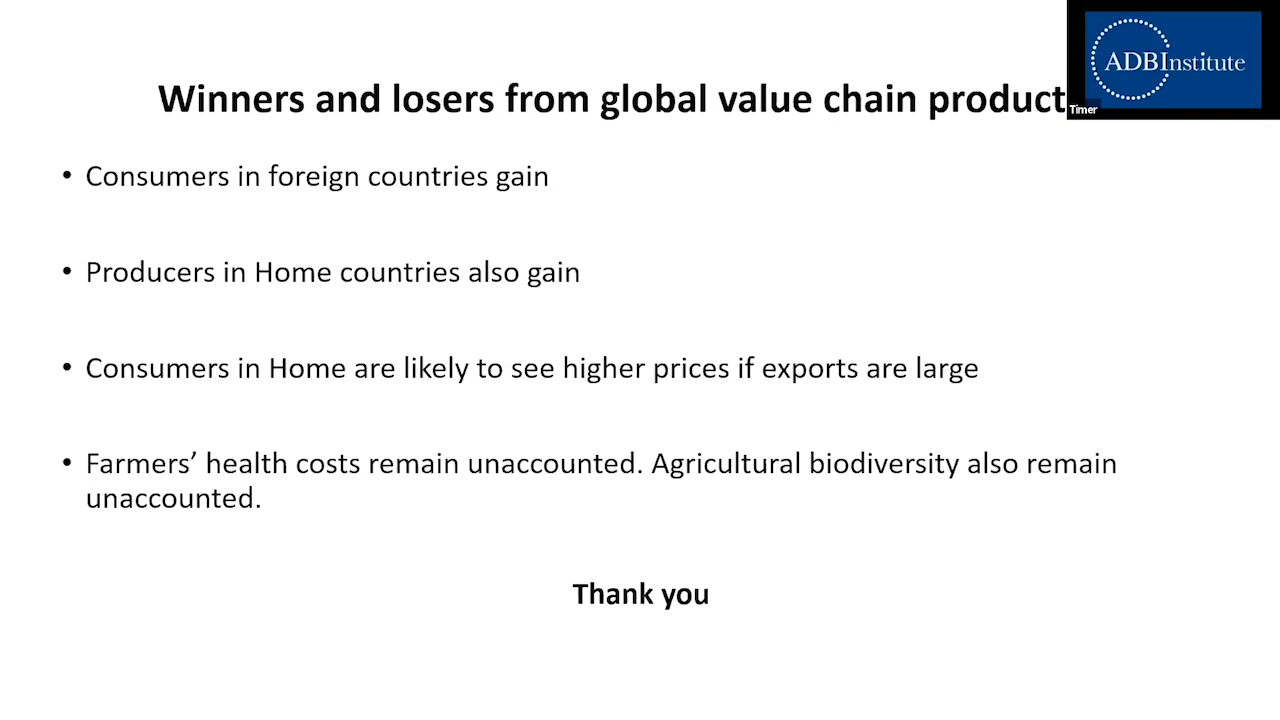 Winners and losers from global value chain product
ADBInstitute
Timer
• Consumers in foreign countries gain
• Producers in Home countries also gain
• Consumers in Home are likely to see higher prices if exports are large
• Farmers’ health costs remain unaccounted. Agricultural biodiversity also remain
unaccounted.
Thank you